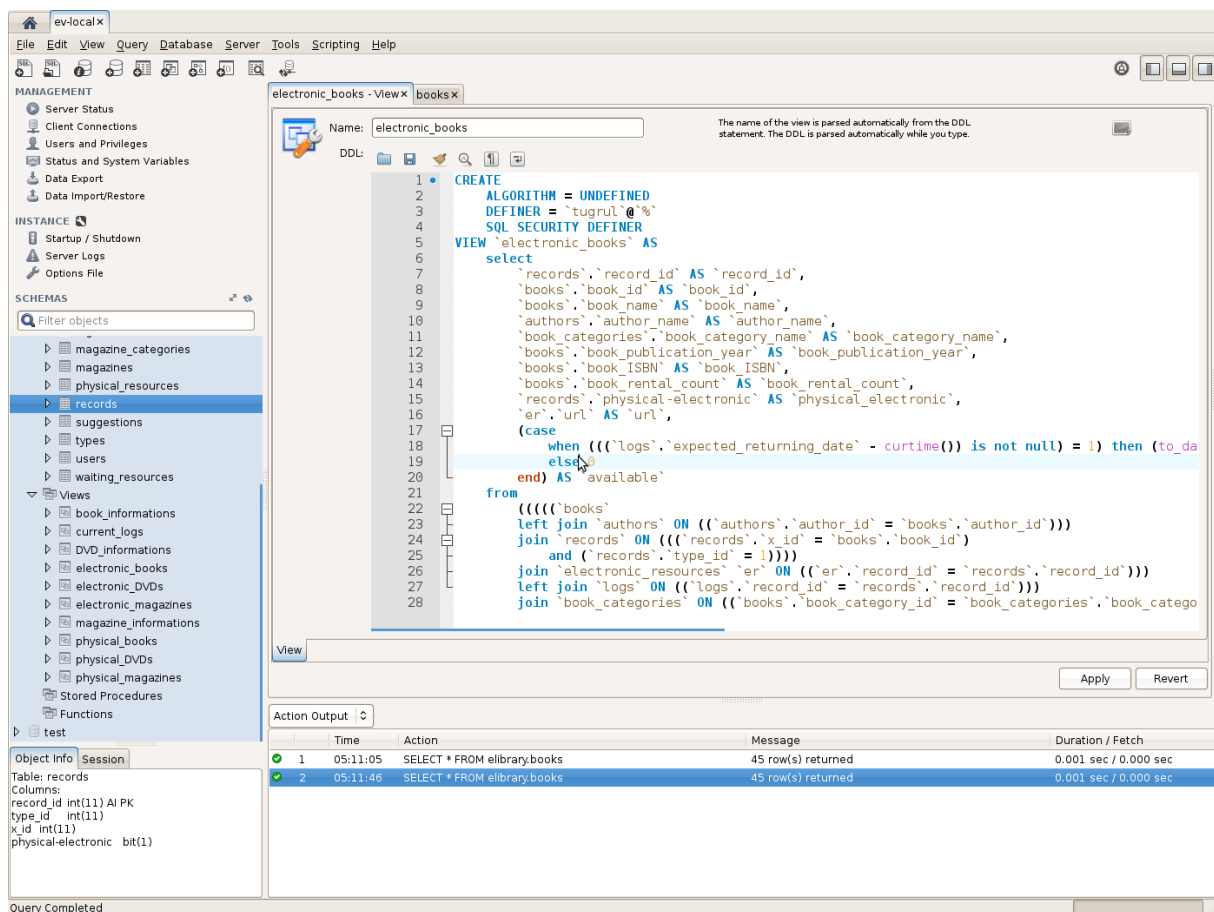 ev-local×
File Edit View Query Database Server Tools Scripting Help
MANAGEMENT
Server Status
Client Connections
Users and Privileges
Status and System Variables
Data Export
Data Import/Restore
INSTANCE
Startup / Shutdown
Server Logs
Options File
SCHEMAS
Filter objects
magazine_categories
magazines
physical_resources
records
suggestions
types
users
waiting_resources
Views
book_informations
current_logs
DVD_informations
electronic_books
electronic_DVDs
electronic_magazines
magazine_informations
physical_books
physical_DVDs
physical_magazines
Stored Procedures
Functions
test
Object Info Session
Table: records
Columns:
record_id int(11) AI PK
type_id int(11)
x_id int(11)
physical-electronic bit(1)
electronic_books - View× books×
Name: electronic_books
The name of the view is parsed automatically from the DDL
statement. The DDL is parsed automatically while you type.
DDL:
1 CREATE
2 ALGORITHM = UNDEFINED
3 DEFINER = `tugrul`@`%`
4 SQL SECURITY DEFINER
5 VIEW `electronic_books` AS
6 select
7 `records`.`record_id` AS `record_id`,
8 `books`.`book_id` AS `book_id`,
9 `books`.`book_name` AS `book_name`,
10 `authors`.`author_name` AS `author_name`,
11 `book_categories`.`book_category_name` AS `book_category_name`,
12 `books`.`book_publication_year` AS `book_publication_year`,
13 `books`.`book_ISBN` AS `book_ISBN`,
14 `books`.`book_rental_count` AS `book_rental_count`,
15 `records`.`physical-electronic` AS `physical_electronic`,
16 `er`.`url` AS `url`,
17 (case
18 when (((`logs`.`expected_returning_date` - curtime()) is not null) = 1) then (to_da
19 else 0
20 end) AS `available`
21 from
22 (((((`books`
23 left join `authors` ON ((`authors`.`author_id` = `books`.`author_id`)))
24 join `records` ON (((`records`.`x_id` = `books`.`book_id`)
25 and (`records`.`type_id` = 1))))
26 join `electronic_resources` `er` ON ((`er`.`record_id` = `records`.`record_id`)))
27 left join `logs` ON ((`logs`.`record_id` = `records`.`record_id`)))
28 join `book_categories` ON ((`books`.`book_category_id` = `book_categories`.`book_catego
View
Apply Revert
Action Output
Time Action Message Duration / Fetch
1 05:11:05 SELECT * FROM elibrary.books 45 row(s) returned 0.001 sec / 0.000 sec
2 05:11:46 SELECT * FROM elibrary.books 45 row(s) returned 0.001 sec / 0.000 sec
Query Completed